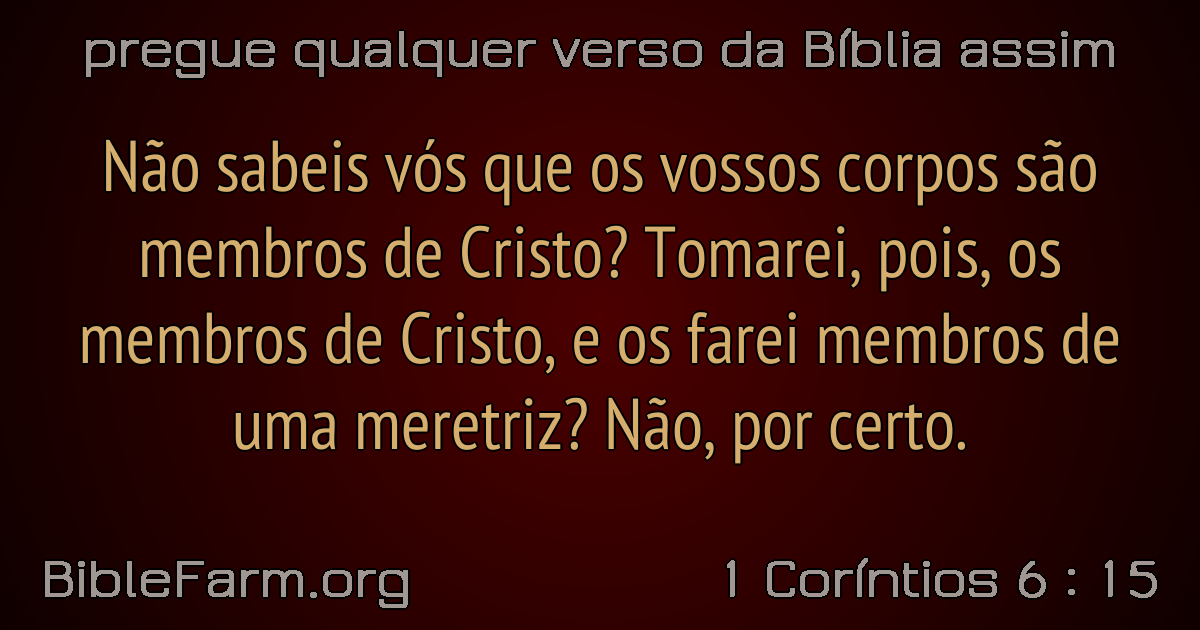 pregue qualquer verso da Bíblia assim
Não sabeis vós que os vossos corpos são
membros de Cristo? Tomarei, pois, os
membros de Cristo, e os farei membros de
uma meretriz? Não, por certo.
BibleFarm.org
1 Coríntios 6 : 15